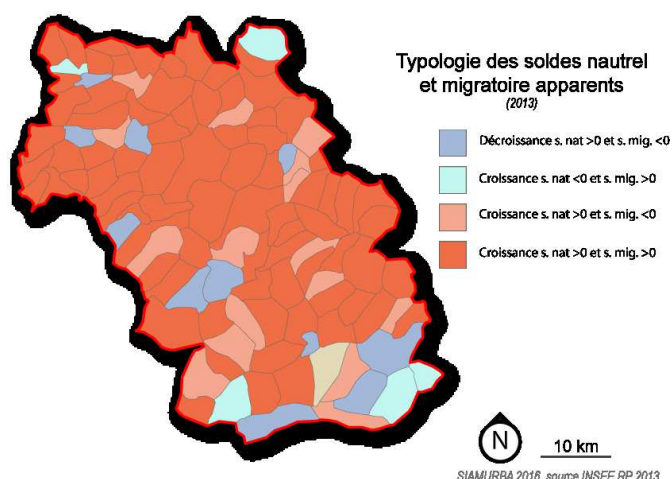 Typologie des soldes nautrel
et migratoire apparents
(2013)
Décroissance s. nat >0 et s. mig. <0
Croissance s. nat <0 et s. mig. >0
Croissance s. nat >0 et s. mig. <0
Croissance s. nat >0 et s. mig. >0
N
10 km
SIAMURBA 2016, source INSEE RP 2013